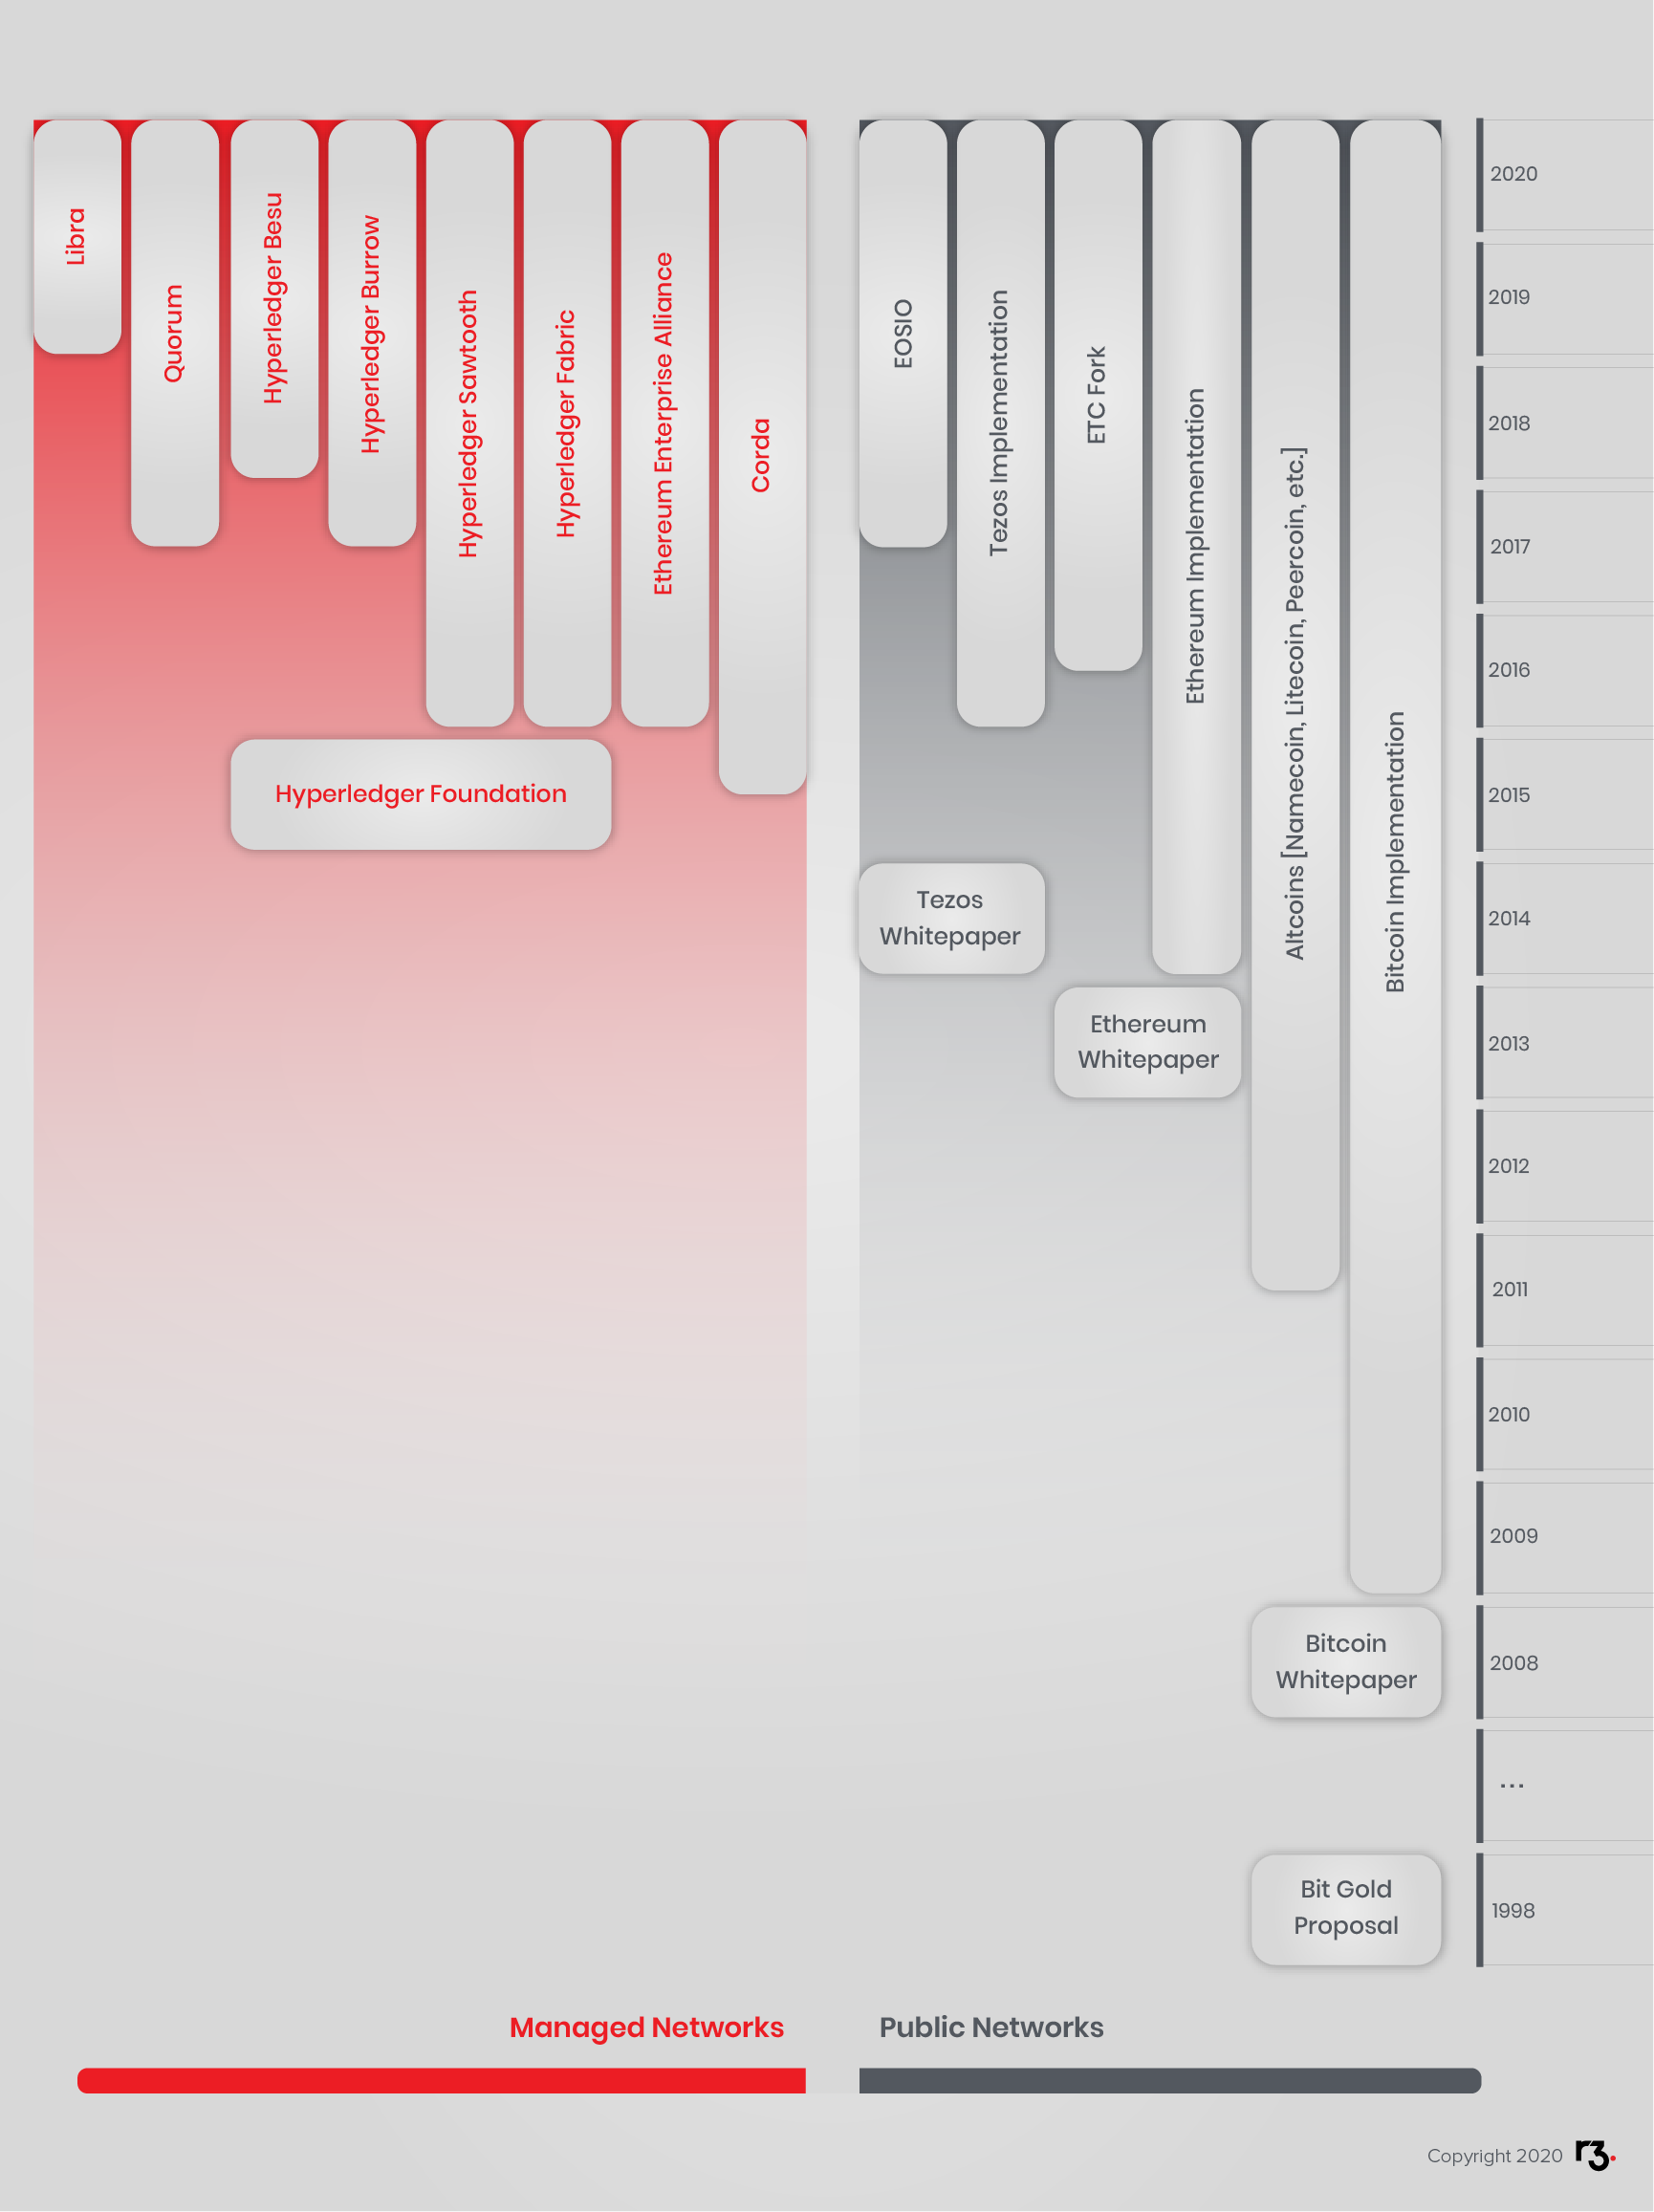 Libra
Quorum
Hyperledger Besu
Hyperledger Burrow
Hyperledger Sawtooth
Hyperledger Fabric
Ethereum Enterprise Alliance
Corda
Hyperledger Foundation
EOSIO
Tezos Implementation
ETC Fork
Ethereum Implementation
Altcoins [Namecoin, Litecoin, Peercoin, etc.]
Bitcoin Implementation
Tezos
Whitepaper
Ethereum
Whitepaper
Bitcoin
Whitepaper
Bit Gold
Proposal
2020
2019
2018
2017
2016
2015
2014
2013
2012
2011
2010
2009
2008
...
1998
Managed Networks
Public Networks
Copyright 2020 r3.